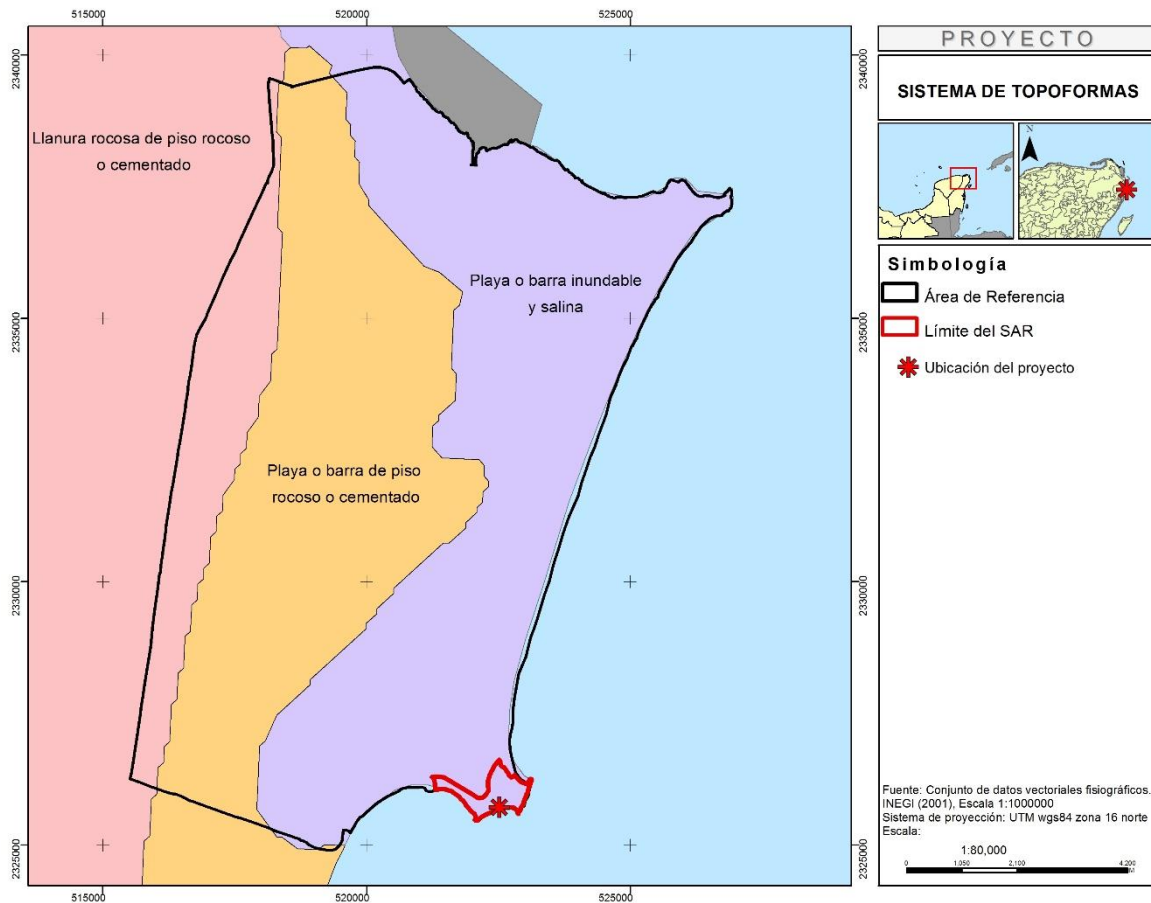 515000
520000
525000
2340000
2335000
2330000
2325000
2340000
2335000
2330000
2325000
Llanura rocosa de piso rocoso
o cementado
Playa o barra inundable
y salina
Playa o barra de piso
rocoso o cementado
515000
520000
525000
PROYECTO
SISTEMA DE TOPOFORMAS
N
Simbología
Área de Referencia
Límite del SAR
Ubicación del proyecto
Fuente: Conjunto de datos vectoriales fisiográficos.
INEGI (2001), Escala 1:1000000
Sistema de proyección: UTM wgs84 zona 16 norte
Escala:
1:80,000
0 1,050 2,100 4,200
M